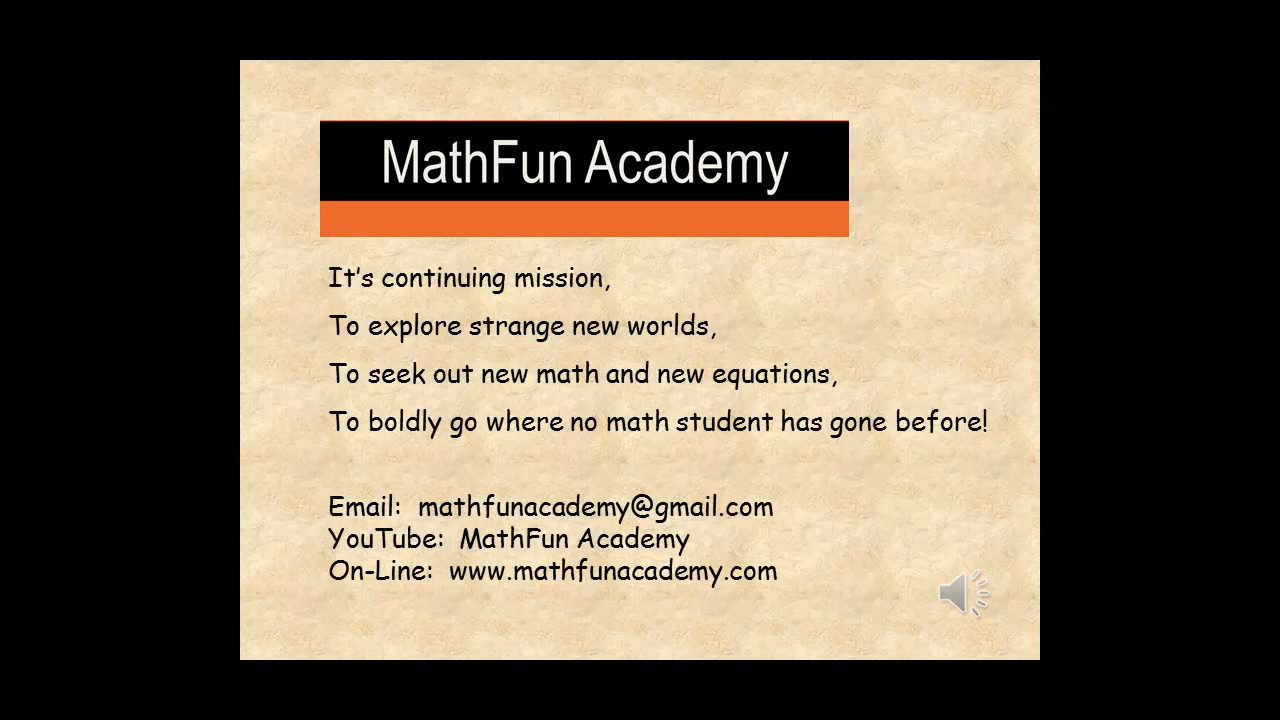 MathFun Academy
It's continuing mission,
To explore strange new worlds,
To seek out new math and new equations,
To boldly go where no math student has gone before!
Email:  mathfunacademy@gmail.com
YouTube:  MathFun Academy
On-Line:  www.mathfunacademy.com